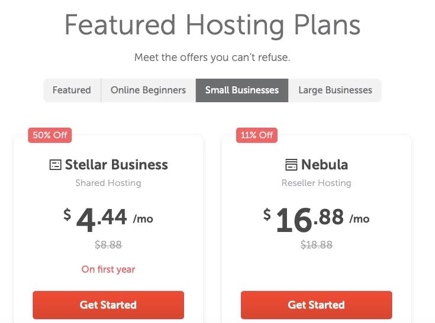 Featured Hosting Plans
Meet the offers you can't refuse.
Featured Online Beginners Small Businesses Large Businesses
50% Off
Stellar Business
Shared Hosting
$4.44 /mo
$8.88
On first year
Get Started
11% Off
Nebula
Reseller Hosting
$16.88 /mo
$18.88
Get Started